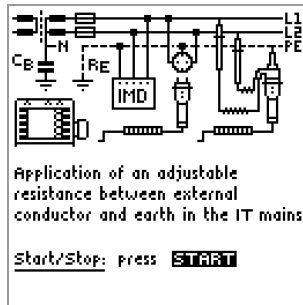 L1
L2
PE
N
CB
RE
IMD
Application of an adjustable
resistance between external
conductor and earth in the IT mains
Start/Stop: press START